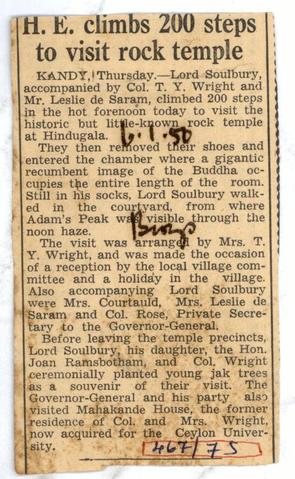 H. E. climbs 200 steps
to visit rock temple
KANDY, Thursday.—Lord Soulbury,
accompanied by Col. T. Y. Wright and
Mr. Leslie de Saram, climbed 200 steps
in the hot forenoon today to visit the
historic but little-known rock temple
at Hindugala.
6.1.50
They then removed their shoes and
entered the chamber where a gigantic
recumbent image of the Buddha oc-
cupies the entire length of the room.
Still in his socks, Lord Soulbury walk-
ed in the courtyard, from where
Adam's Peak was visible through the
noon haze.
The visit was arranged by Mrs. T.
Y. Wright, and was made the occasion
of a reception by the local village com-
mittee and a holiday in the village.
Also accompanying Lord Soulbury
were Mrs. Courtauld, Mrs. Leslie de
Saram and Col. Rose, Private Secre-
tary to the Governor-General.
Before leaving the temple precincts,
Lord Soulbury, his daughter, the Hon.
Joan Ramsbotham, and Col. Wright
ceremonially planted young jak trees
as a souvenir of their visit. The
Governor-General and his party also
visited Mahakande House, the former
residence of Col. and Mrs. Wright,
now acquired for the Ceylon Univer-
sity.
467/75